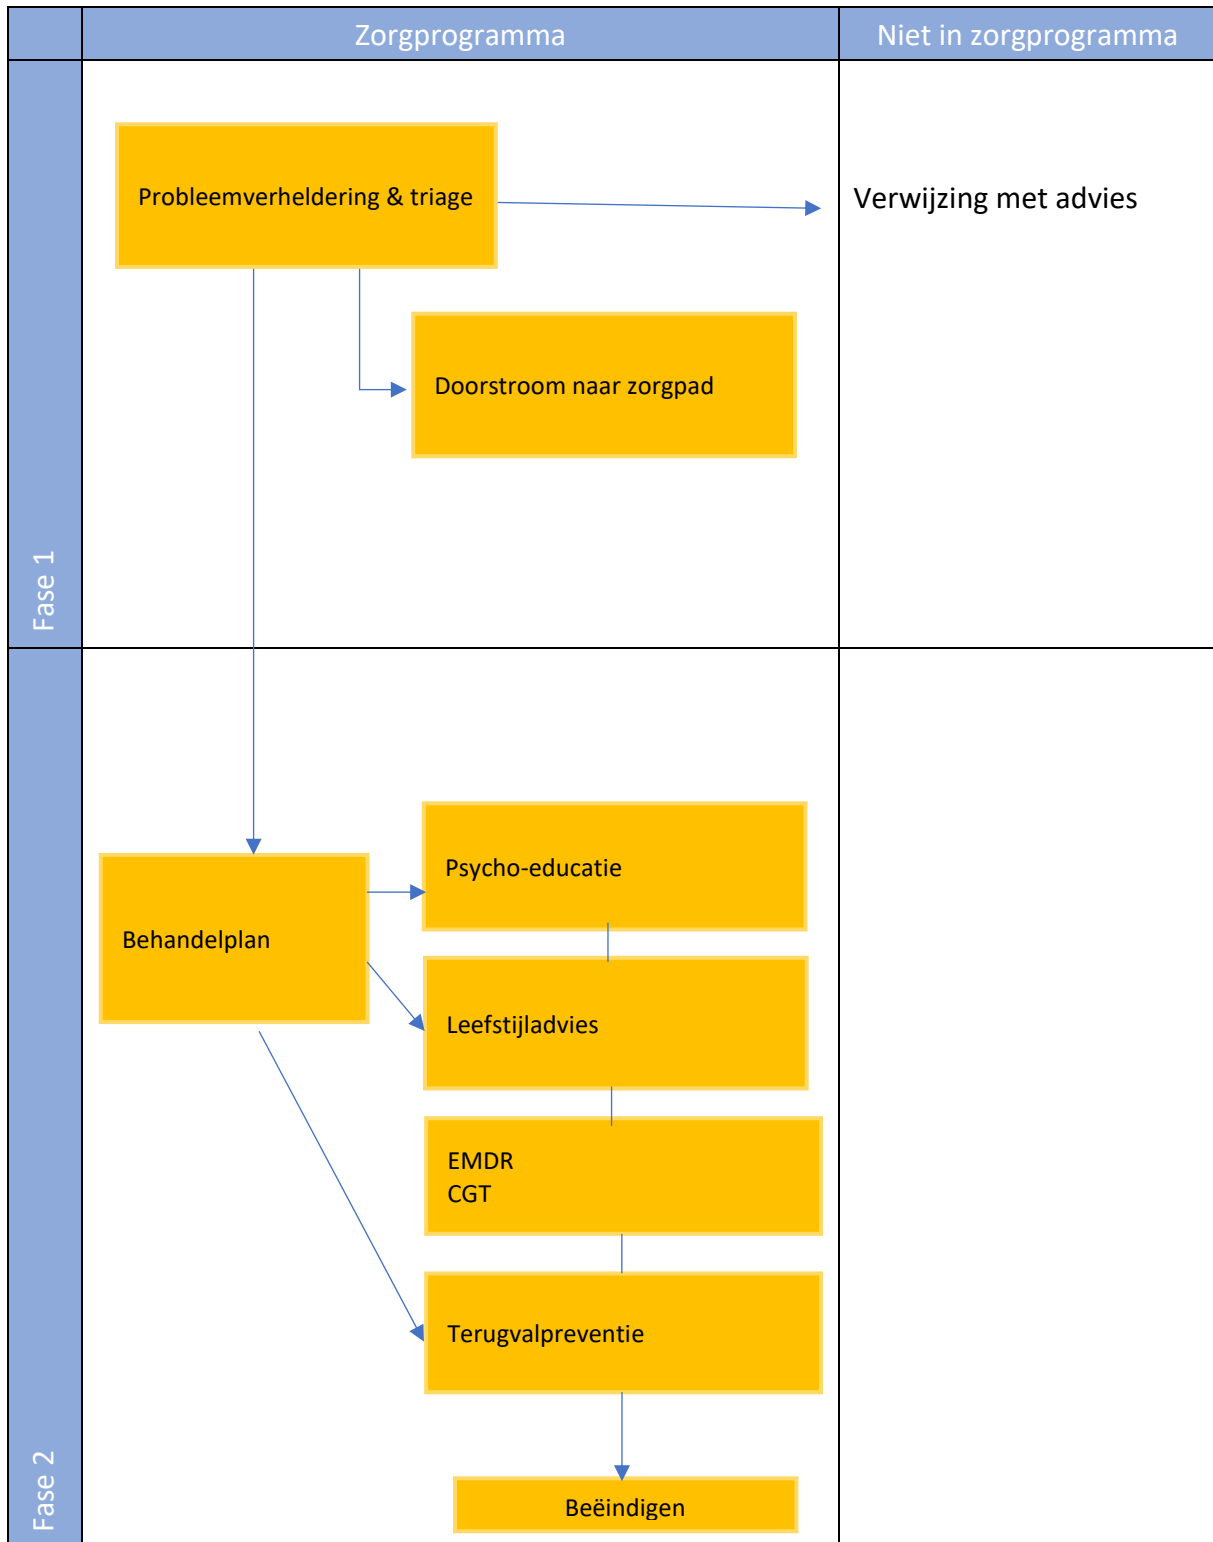 Zorgprogramma
Niet in zorgprogramma
Fase 1
Probleemverheldering & triage
Verwijzing met advies
Doorstroom naar zorgpad
Fase 2
Behandelplan
Psycho-educatie
Leefstijladvies
EMDR
CGT
Terugvalpreventie
Beëindigen